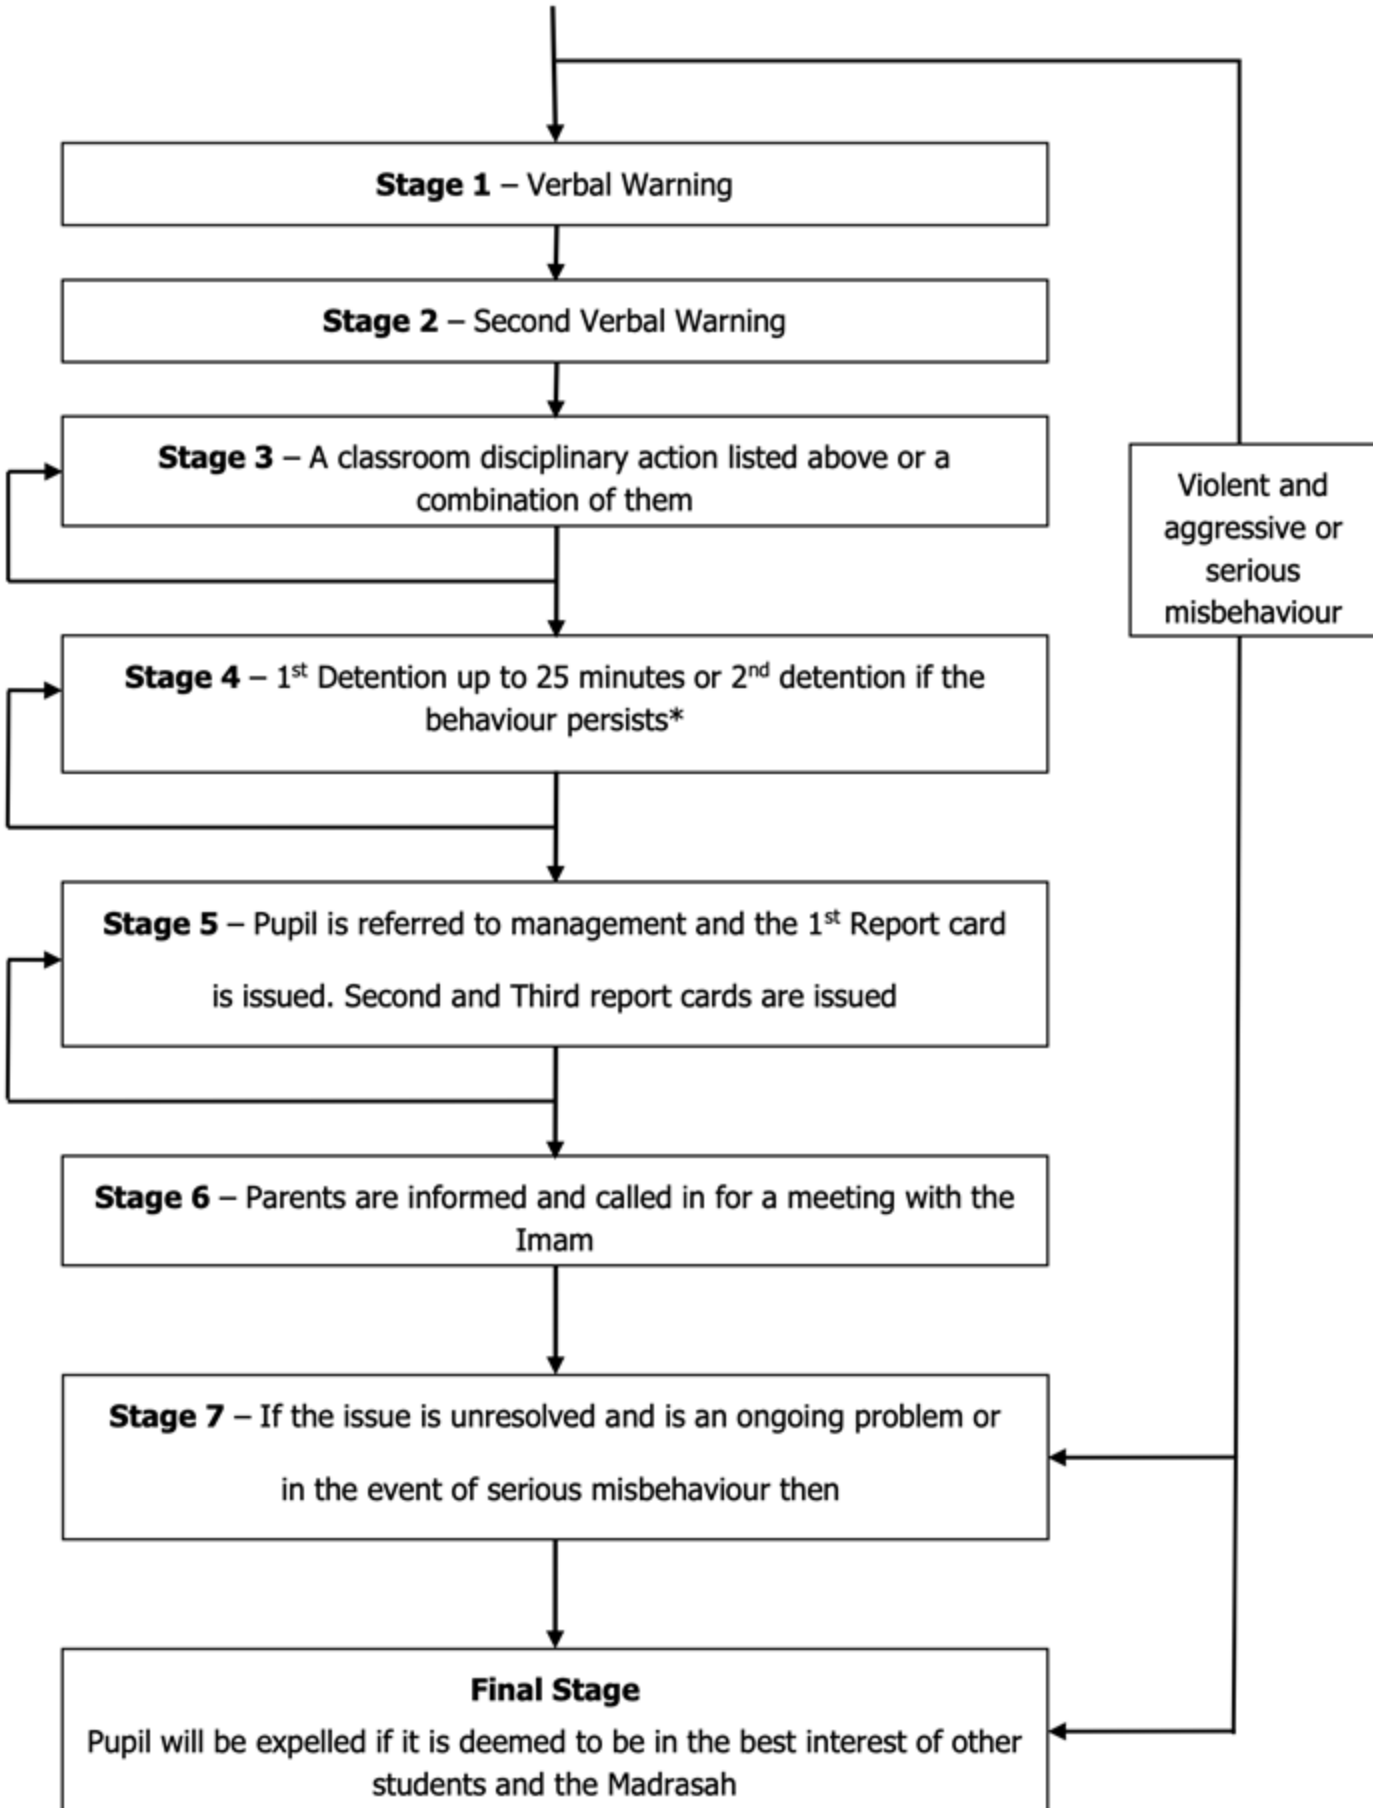 Stage 1 – Verbal Warning
Stage 2 – Second Verbal Warning
Stage 3 – A classroom disciplinary action listed above or a
combination of them
Violent and
aggressive or
serious
misbehaviour
Stage 4 – 1st Detention up to 25 minutes or 2nd detention if the
behaviour persists*
Stage 5 – Pupil is referred to management and the 1st Report card
is issued. Second and Third report cards are issued
Stage 6 – Parents are informed and called in for a meeting with the
Imam
Stage 7 – If the issue is unresolved and is an ongoing problem or
in the event of serious misbehaviour then
Final Stage
Pupil will be expelled if it is deemed to be in the best interest of other
students and the Madrasah